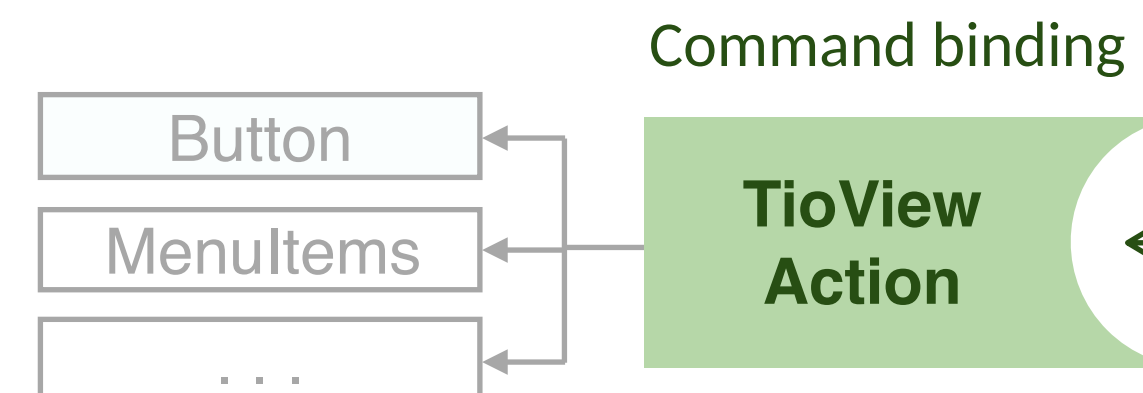 Command binding
Button
MenuItems
TioView
Action
. . .